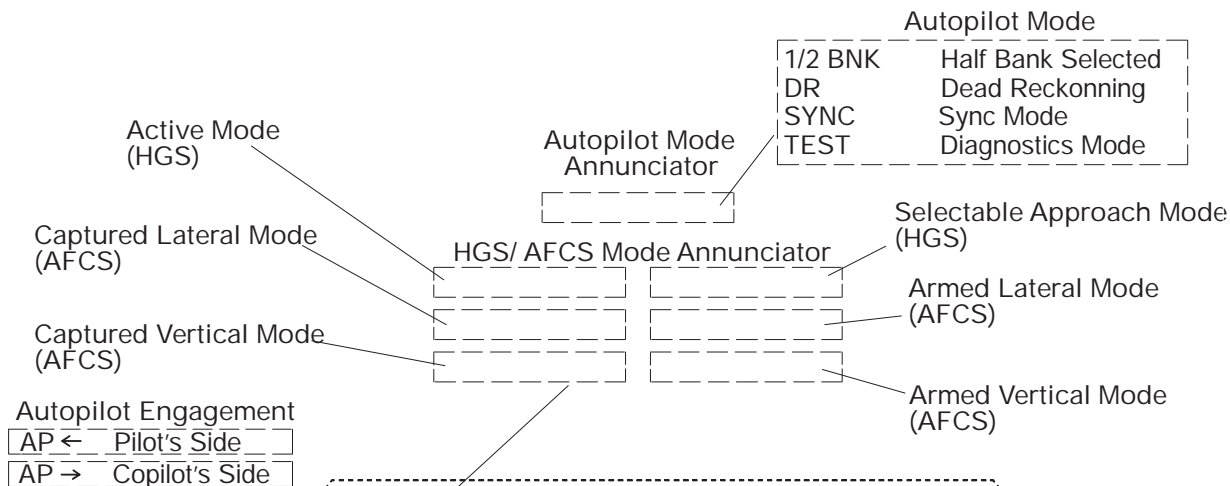 Autopilot Mode
1/2 BNK Half Bank Selected
DR Dead Reckonning
SYNC Sync Mode
TEST Diagnostics Mode
Active Mode
(HGS)
Autopilot Mode
Annunciator
Selectable Approach Mode
(HGS)
Captured Lateral Mode
(AFCS)
HGS/ AFCS Mode Annunciator
Armed Lateral Mode
(AFCS)
Captured Vertical Mode
(AFCS)
Armed Vertical Mode
(AFCS)
Autopilot Engagement
AP ← Pilot's Side
AP → Copilot's Side